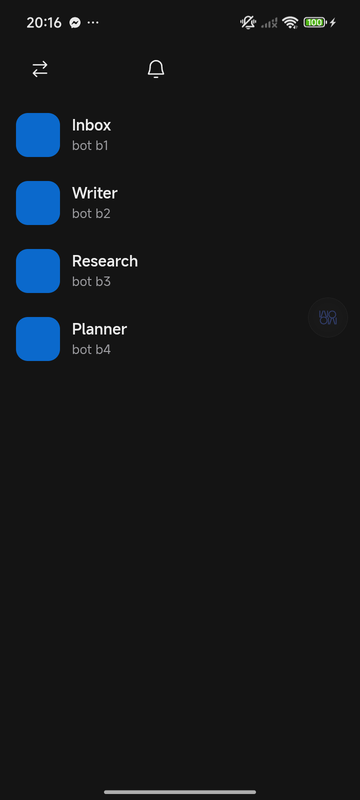 20:16
100
Inbox
bot b1
Writer
bot b2
Research
bot b3
Planner
bot b4